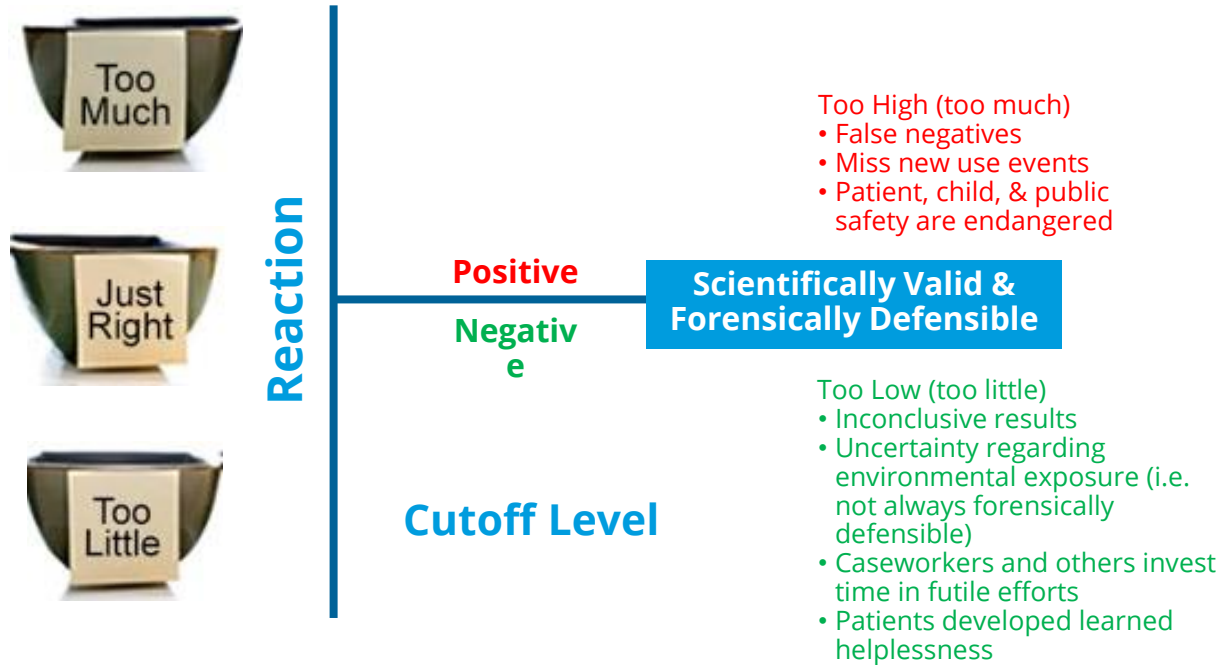 Too
Much
Just
Right
Too
Little
Reaction
Positive
Negativ
e
Cutoff Level
Too High (too much)
• False negatives
• Miss new use events
• Patient, child, & public
safety are endangered
Scientifically Valid &
Forensically Defensible
Too Low (too little)
• Inconclusive results
• Uncertainty regarding
environmental exposure (i.e.
not always forensically
defensible)
• Caseworkers and others invest
time in futile efforts
• Patients developed learned
helplessness